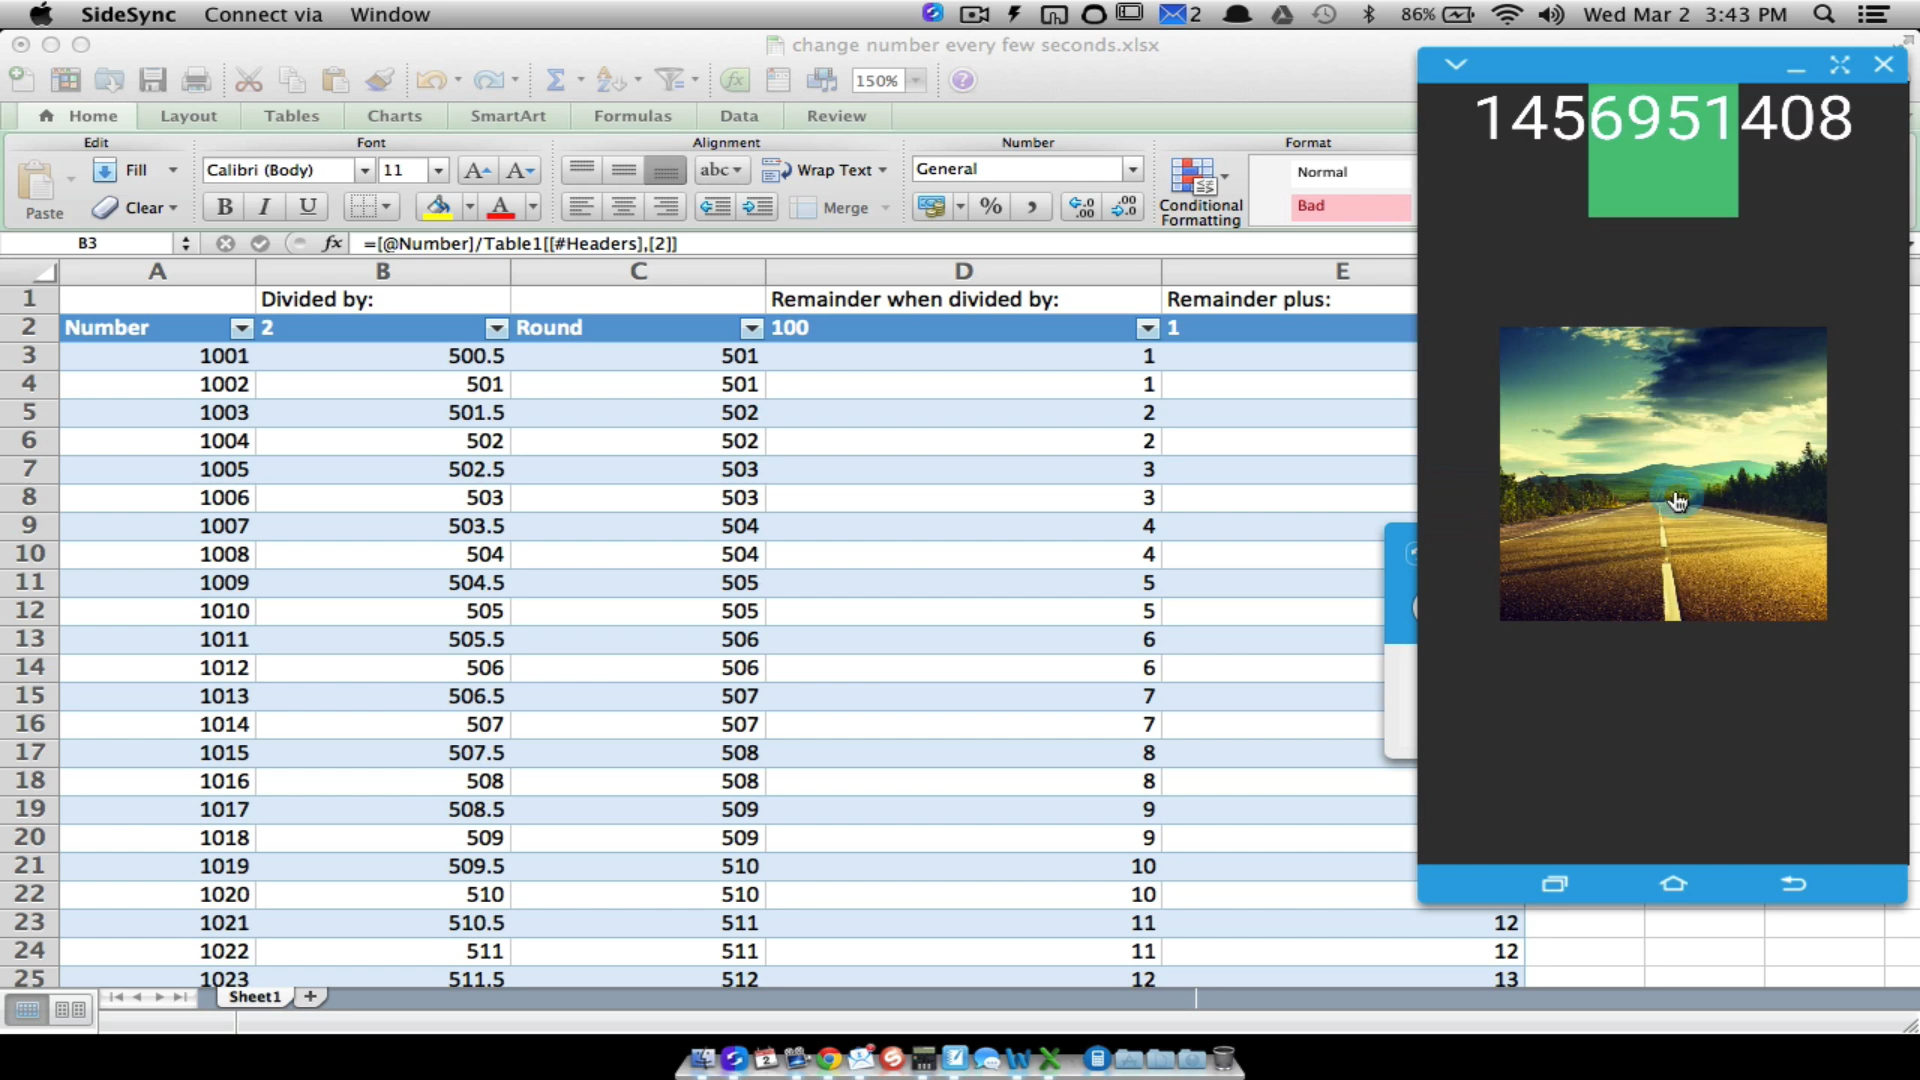 SideSync Connect via Window 2 86% Wed Mar 2 3:43 PM
change number every few seconds.xlsx
150%
Home Layout Tables Charts SmartArt Formulas Data Review
Edit Font Alignment Number Format
Paste Fill Calibri (Body) 11 A A abc Wrap Text General Conditional Formatting Normal
Clear B I U A Merge % Bad
B3 fx =[@Number]/Table1[[#Headers],[2]]
A B C D E
1 Divided by: Remainder when divided by: Remainder plus:
2 Number 2 Round 100 1
3 1001 500.5 501 1
4 1002 501 501 1
5 1003 501.5 502 2
6 1004 502 502 2
7 1005 502.5 503 3
8 1006 503 503 3
9 1007 503.5 504 4
10 1008 504 504 4
11 1009 504.5 505 5
12 1010 505 505 5
13 1011 505.5 506 6
14 1012 506 506 6
15 1013 506.5 507 7
16 1014 507 507 7
17 1015 507.5 508 8
18 1016 508 508 8
19 1017 508.5 509 9
20 1018 509 509 9
21 1019 509.5 510 10
22 1020 510 510 10
23 1021 510.5 511 11 12
24 1022 511 511 11 12
25 1023 511.5 512 12 13
Sheet1
1456951408